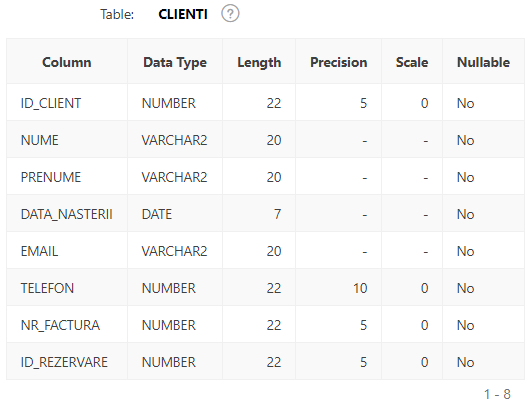 Table: CLIENTI ?
Column Data Type Length Precision Scale Nullable
ID_CLIENT NUMBER 22 5 0 No
NUME VARCHAR2 20 - - No
PRENUME VARCHAR2 20 - - No
DATA_NASTERII DATE 7 - - No
EMAIL VARCHAR2 20 - - No
TELEFON NUMBER 22 10 0 No
NR_FACTURA NUMBER 22 5 0 No
ID_REZERVARE NUMBER 22 5 0 No
1 - 8